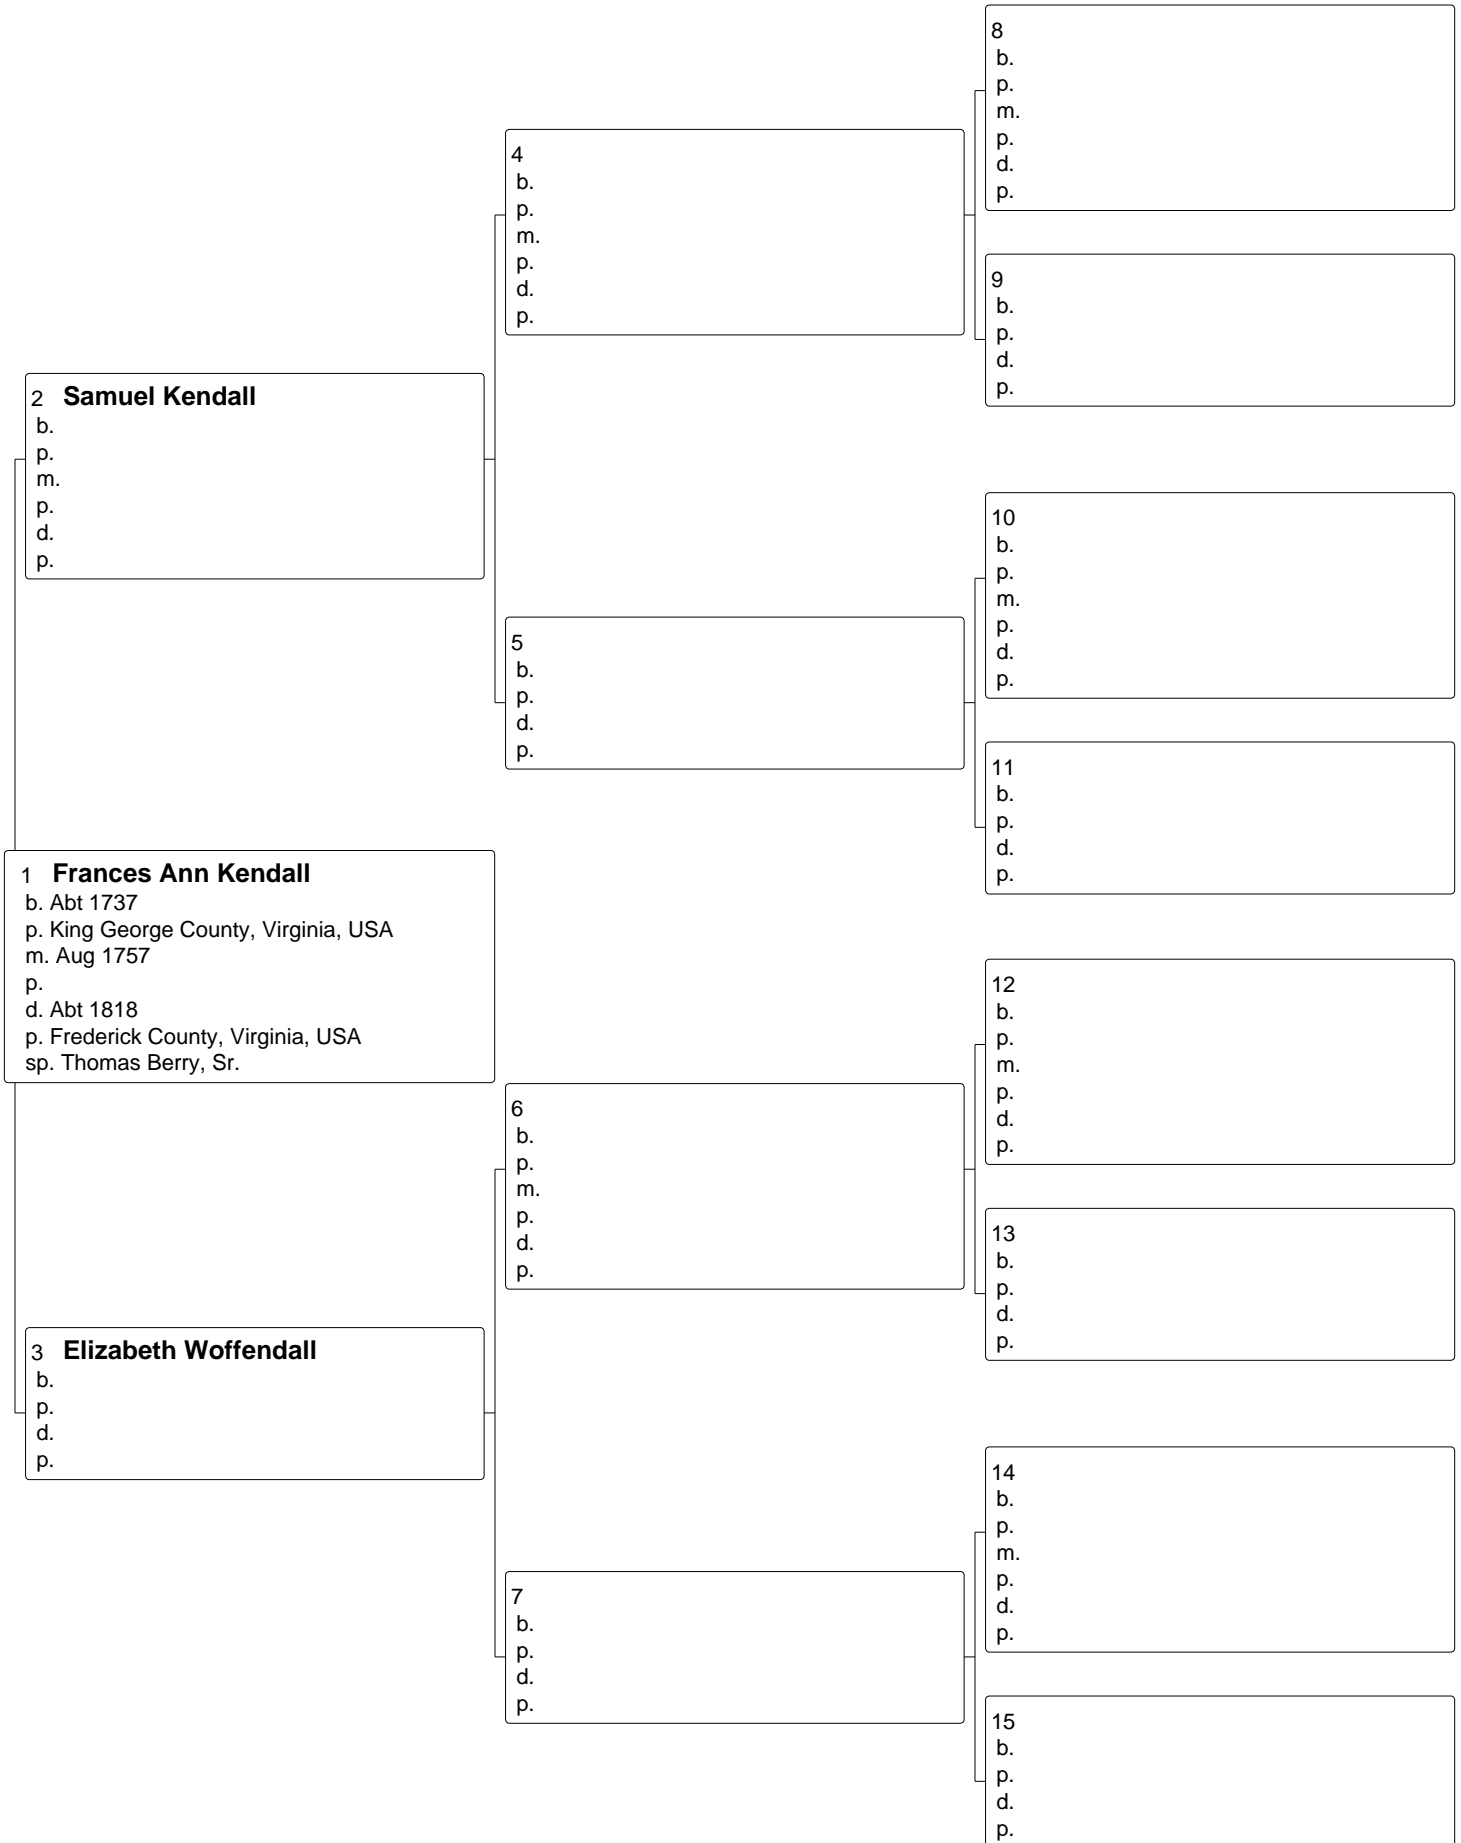 8
b.
p.
m.
p.
d.
p.
4
b.
p.
m.
p.
d.
p.
9
b.
p.
d.
p.
2 Samuel Kendall
b.
p.
m.
p.
d.
p.
10
b.
p.
m.
p.
d.
p.
5
b.
p.
d.
p.
11
b.
p.
d.
p.
1 Frances Ann Kendall
b. Abt 1737
p. King George County, Virginia, USA
m. Aug 1757
p.
d. Abt 1818
p. Frederick County, Virginia, USA
sp. Thomas Berry, Sr.
12
b.
p.
m.
p.
d.
p.
6
b.
p.
m.
p.
d.
p.
13
b.
p.
d.
p.
3 Elizabeth Woffendall
b.
p.
d.
p.
14
b.
p.
m.
p.
d.
p.
7
b.
p.
d.
p.
15
b.
p.
d.
p.